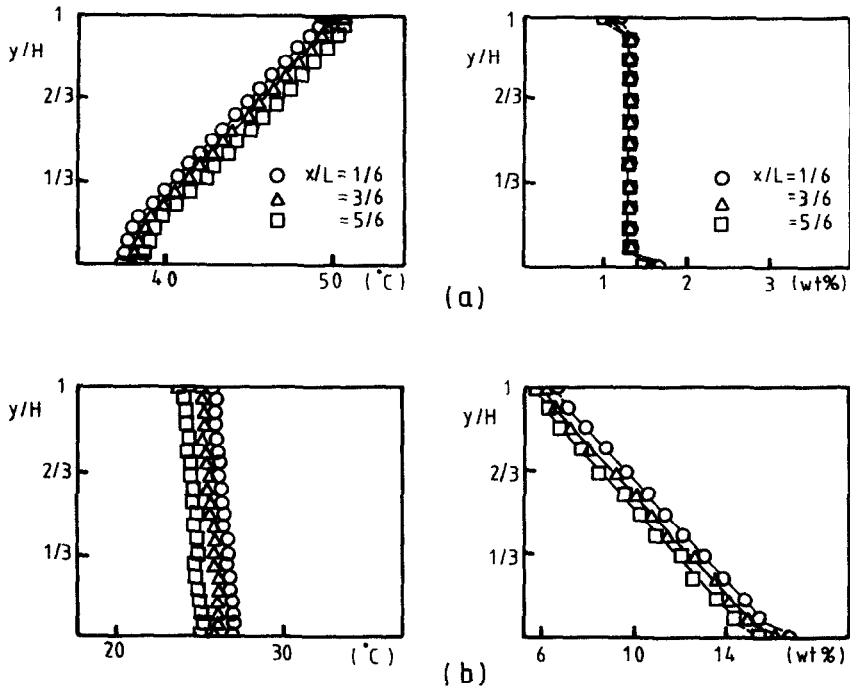 1
y/H
2/3
1/3
○ x/L=1/6
△ =3/6
□ =5/6
40 50 (°C)
1
y/H
2/3
1/3
○ x/L=1/6
△ =3/6
□ =5/6
1 2 3 (wt%)
(a)
1
y/H
2/3
1/3
20 30 (°C)
1
y/H
2/3
1/3
6 10 14 (wt%)
(b)